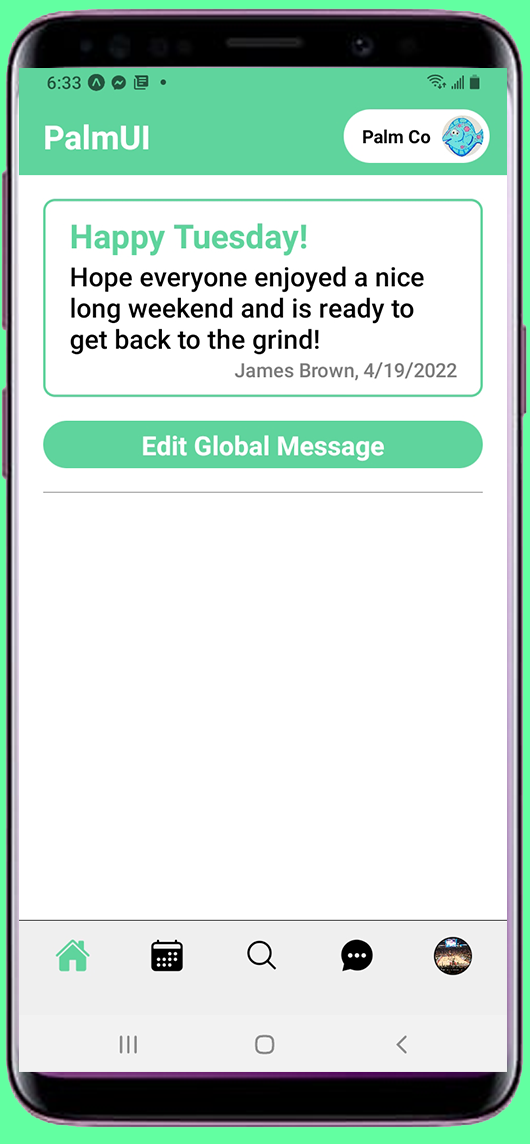 6:33
PalmUI
Palm Co
Happy Tuesday!
Hope everyone enjoyed a nice
long weekend and is ready to
get back to the grind!
James Brown, 4/19/2022
Edit Global Message